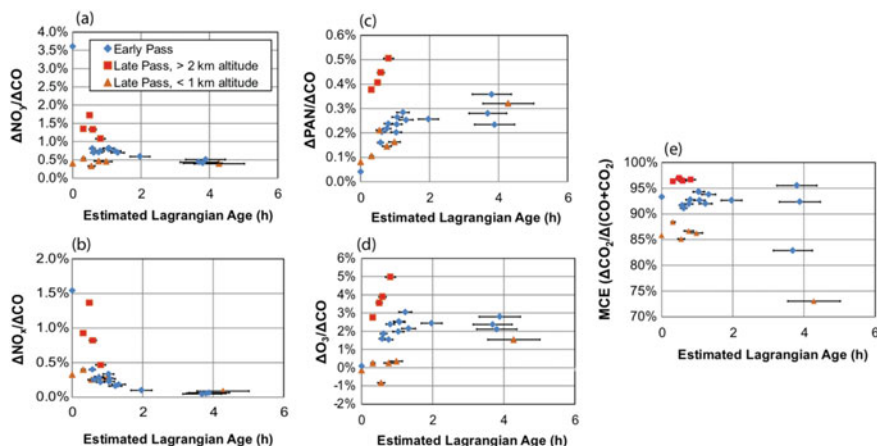 (a)
4.0%
3.5%
3.0%
2.5%
2.0%
1.5%
1.0%
0.5%
0.0%
ΔNOy/ΔCO
Early Pass
Late Pass, > 2 km altitude
Late Pass, < 1 km altitude
0 2 4 6
Estimated Lagrangian Age (h)
(b)
2.0%
1.5%
1.0%
0.5%
0.0%
ΔNOx/ΔCO
0 2 4 6
Estimated Lagrangian Age (h)
(c)
0.6%
0.5%
0.4%
0.3%
0.2%
0.1%
0.0%
ΔPAN/ΔCO
0 2 4 6
Estimated Lagrangian Age (h)
(d)
6%
5%
4%
3%
2%
1%
0%
-1%
-2%
ΔO3/ΔCO
0 2 4 6
Estimated Lagrangian Age (h)
(e)
100%
95%
90%
85%
80%
75%
70%
MCE (ΔCO2/Δ(CO+CO2)
0 2 4 6
Estimated Lagrangian Age (h)